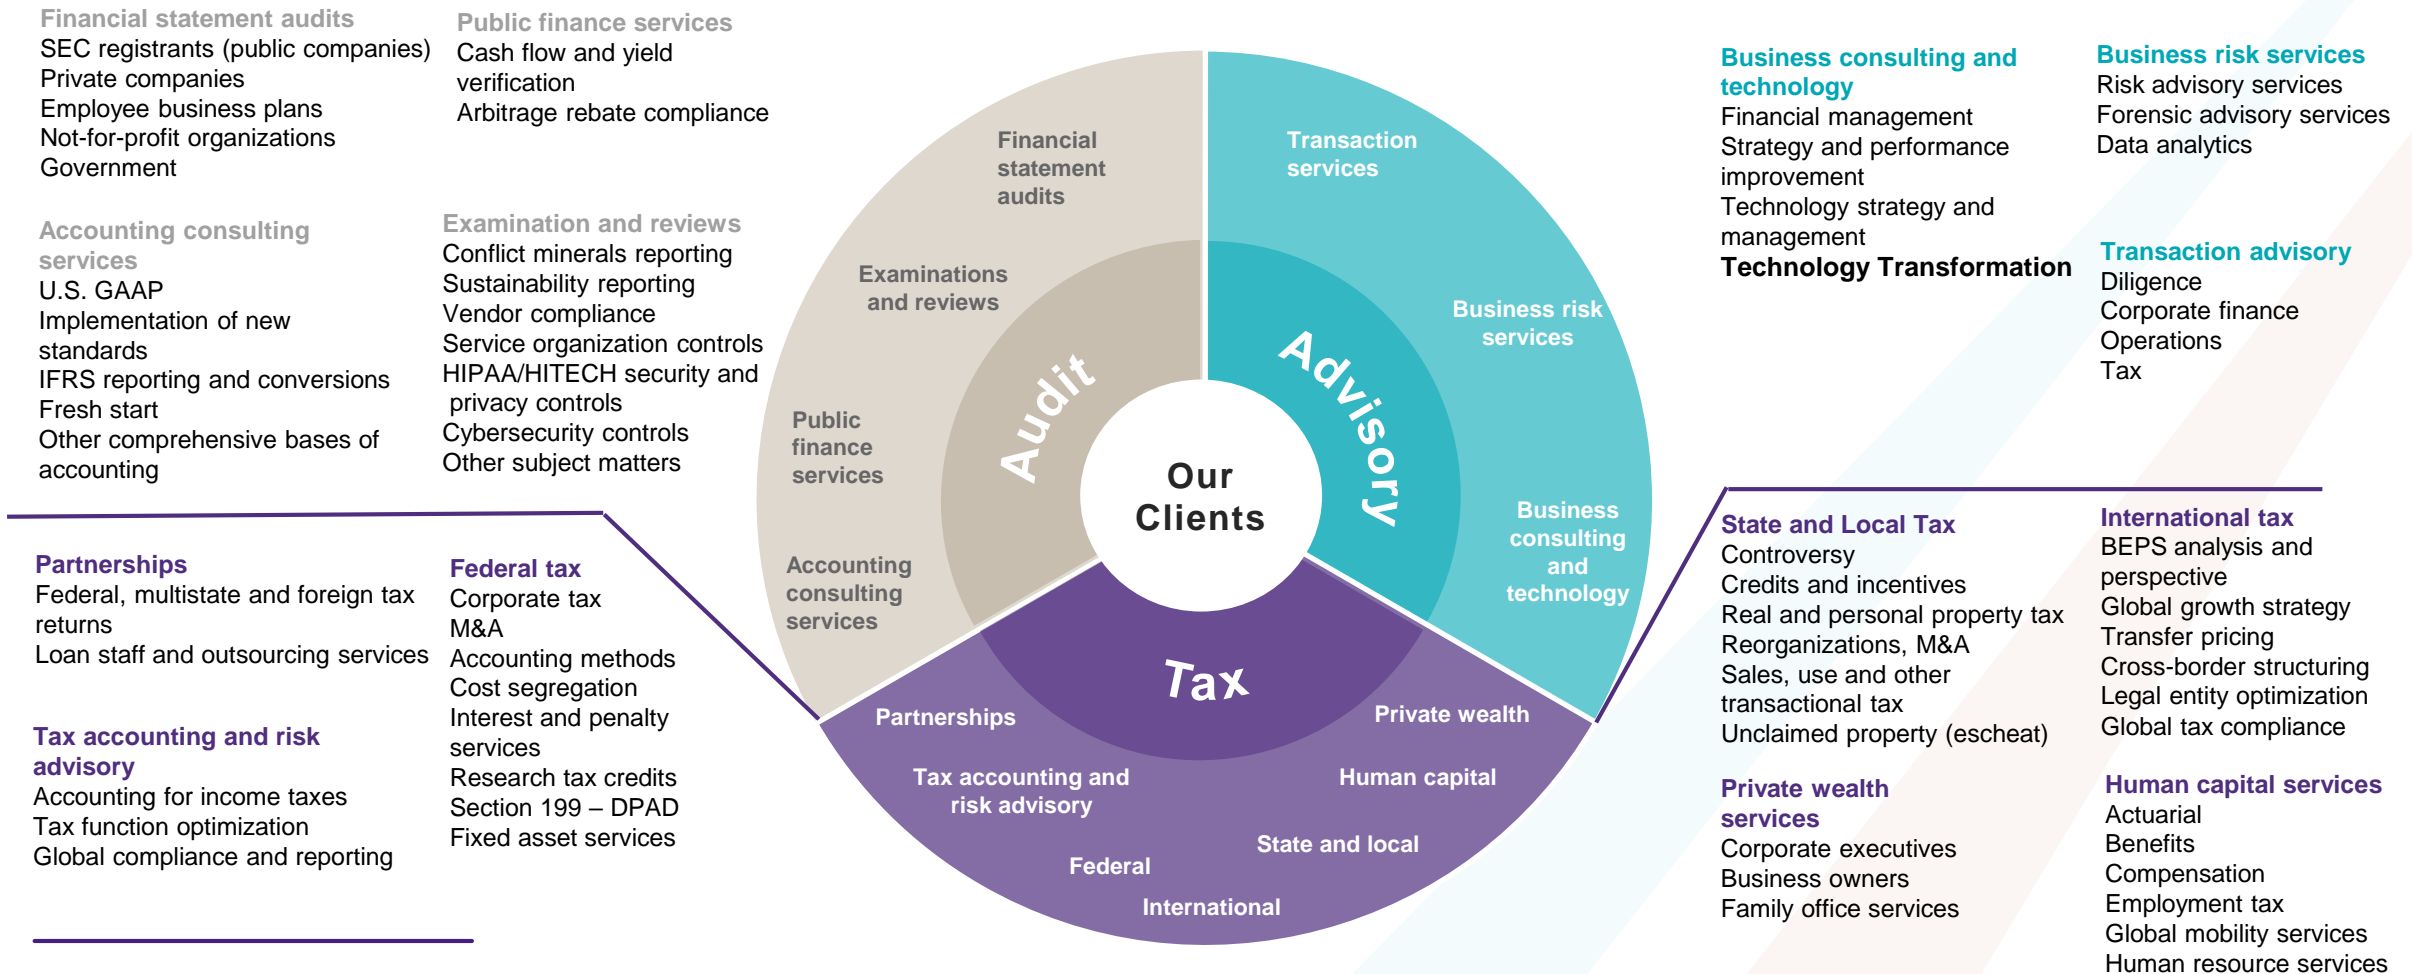 Financial statement audits
SEC registrants (public companies)
Private companies
Employee business plans
Not-for-profit organizations
Government
Public finance services
Cash flow and yield
verification
Arbitrage rebate compliance
Accounting consulting
services
U.S. GAAP
Implementation of new
standards
IFRS reporting and conversions
Fresh start
Other comprehensive bases of
accounting
Examination and reviews
Conflict minerals reporting
Sustainability reporting
Vendor compliance
Service organization controls
HIPAA/HITECH security and
privacy controls
Cybersecurity controls
Other subject matters
Partnerships
Federal, multistate and foreign tax
returns
Loan staff and outsourcing services
Tax accounting and risk
advisory
Accounting for income taxes
Tax function optimization
Global compliance and reporting
Federal tax
Corporate tax
M&A
Accounting methods
Cost segregation
Interest and penalty
services
Research tax credits
Section 199 – DPAD
Fixed asset services
Financial
statement
audits
Examinations
and reviews
Public
finance
services
Accounting
consulting
services
Audit
Transaction
services
Business risk
services
Business
consulting
and
technology
Advisory
Our
Clients
Tax
Partnerships
Tax accounting and
risk advisory
Federal
International
State and local
Human capital
Private wealth
Business consulting and
technology
Financial management
Strategy and performance
improvement
Technology strategy and
management
Technology Transformation
Business risk services
Risk advisory services
Forensic advisory services
Data analytics
Transaction advisory
Diligence
Corporate finance
Operations
Tax
State and Local Tax
Controversy
Credits and incentives
Real and personal property tax
Reorganizations, M&A
Sales, use and other
transactional tax
Unclaimed property (escheat)
Private wealth
services
Corporate executives
Business owners
Family office services
International tax
BEPS analysis and
perspective
Global growth strategy
Transfer pricing
Cross-border structuring
Legal entity optimization
Global tax compliance
Human capital services
Actuarial
Benefits
Compensation
Employment tax
Global mobility services
Human resource services